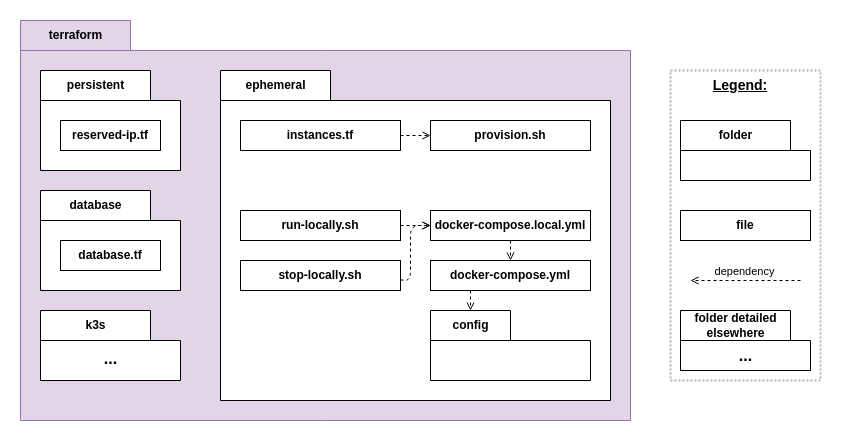 terraform
persistent
reserved-ip.tf
database
database.tf
k3s
...
ephemeral
instances.tf
provision.sh
run-locally.sh
docker-compose.local.yml
stop-locally.sh
docker-compose.yml
config
Legend:
folder
file
dependency
folder detailed
elsewhere
...